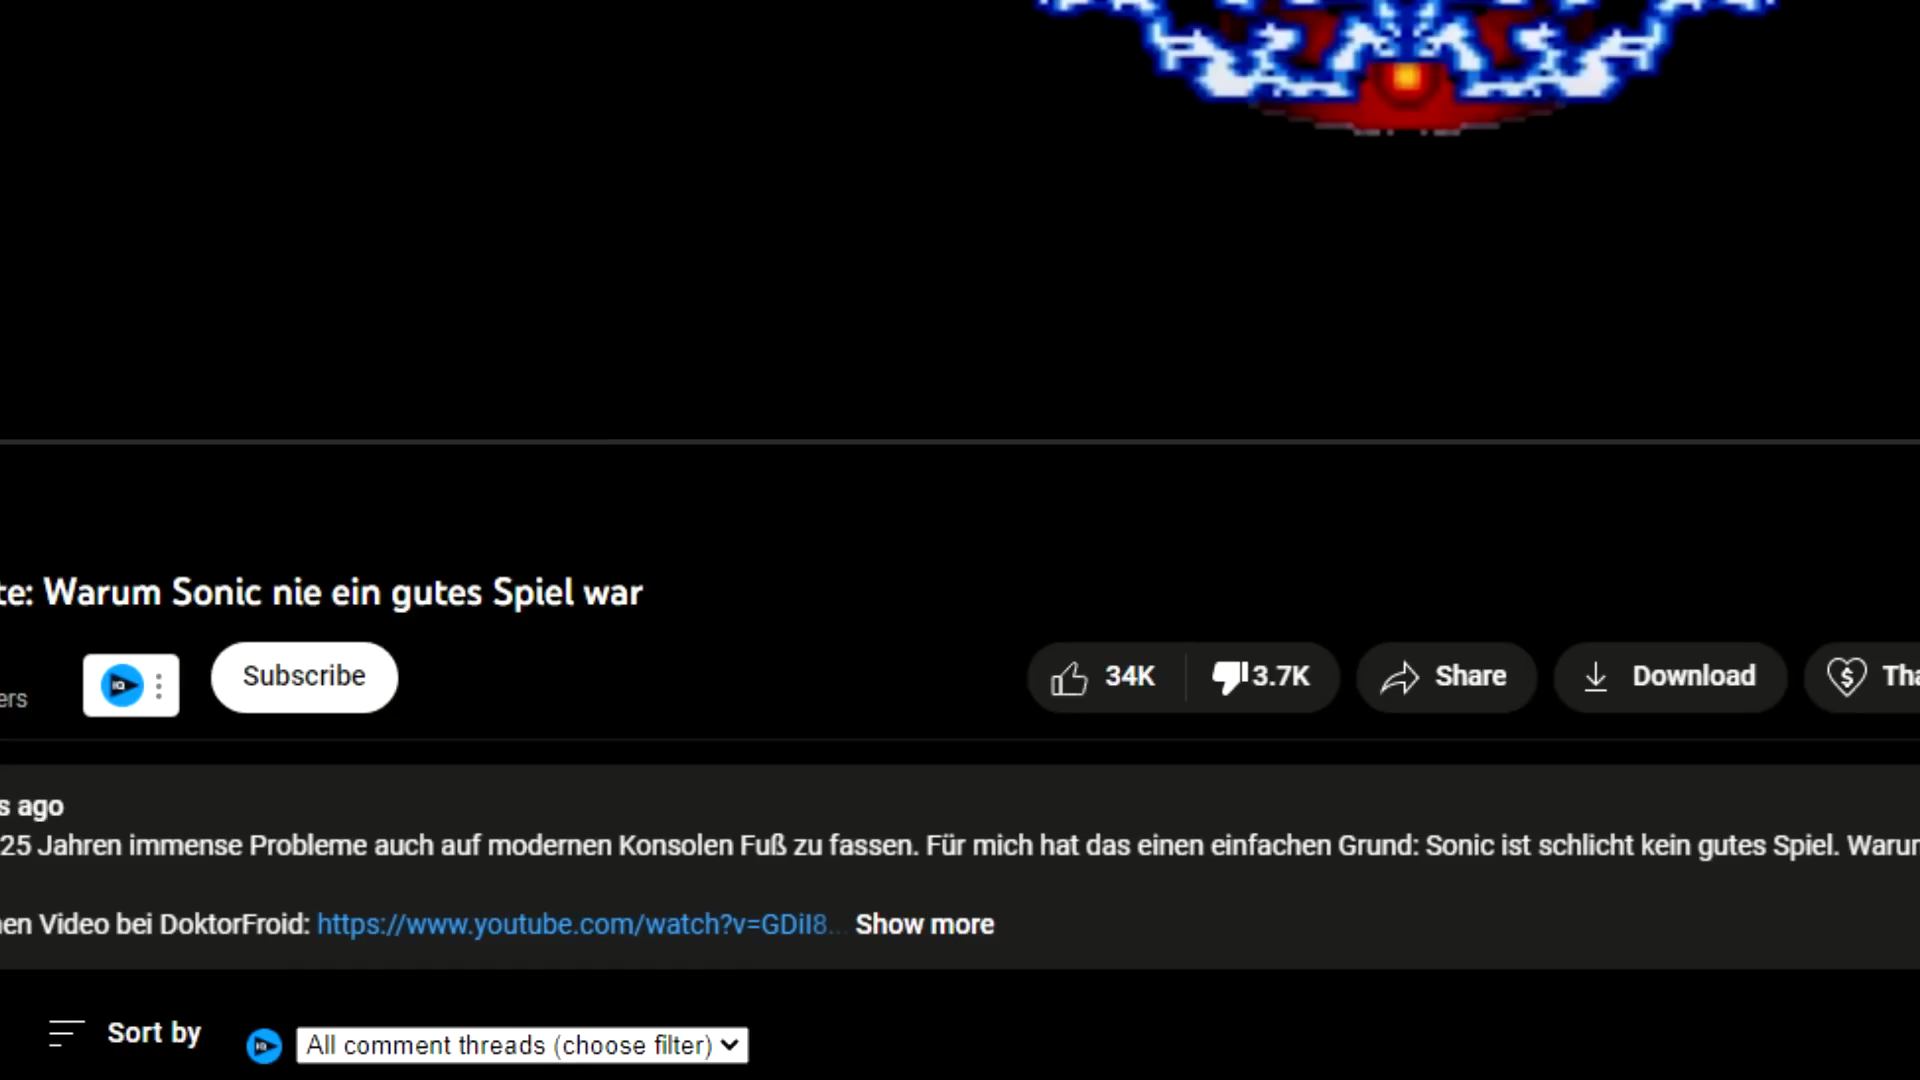 te: Warum Sonic nie ein gutes Spiel war
ers
Subscribe
34K
3.7K
Share
Download
Tha
s ago
25 Jahren immense Probleme auch auf modernen Konsolen Fuß zu fassen. Für mich hat das einen einfachen Grund: Sonic ist schlicht kein gutes Spiel. Warum
nen Video bei DoktorFroid: https://www.youtube.com/watch?v=GDiI8... Show more
Sort by
IQ
All comment threads (choose filter)